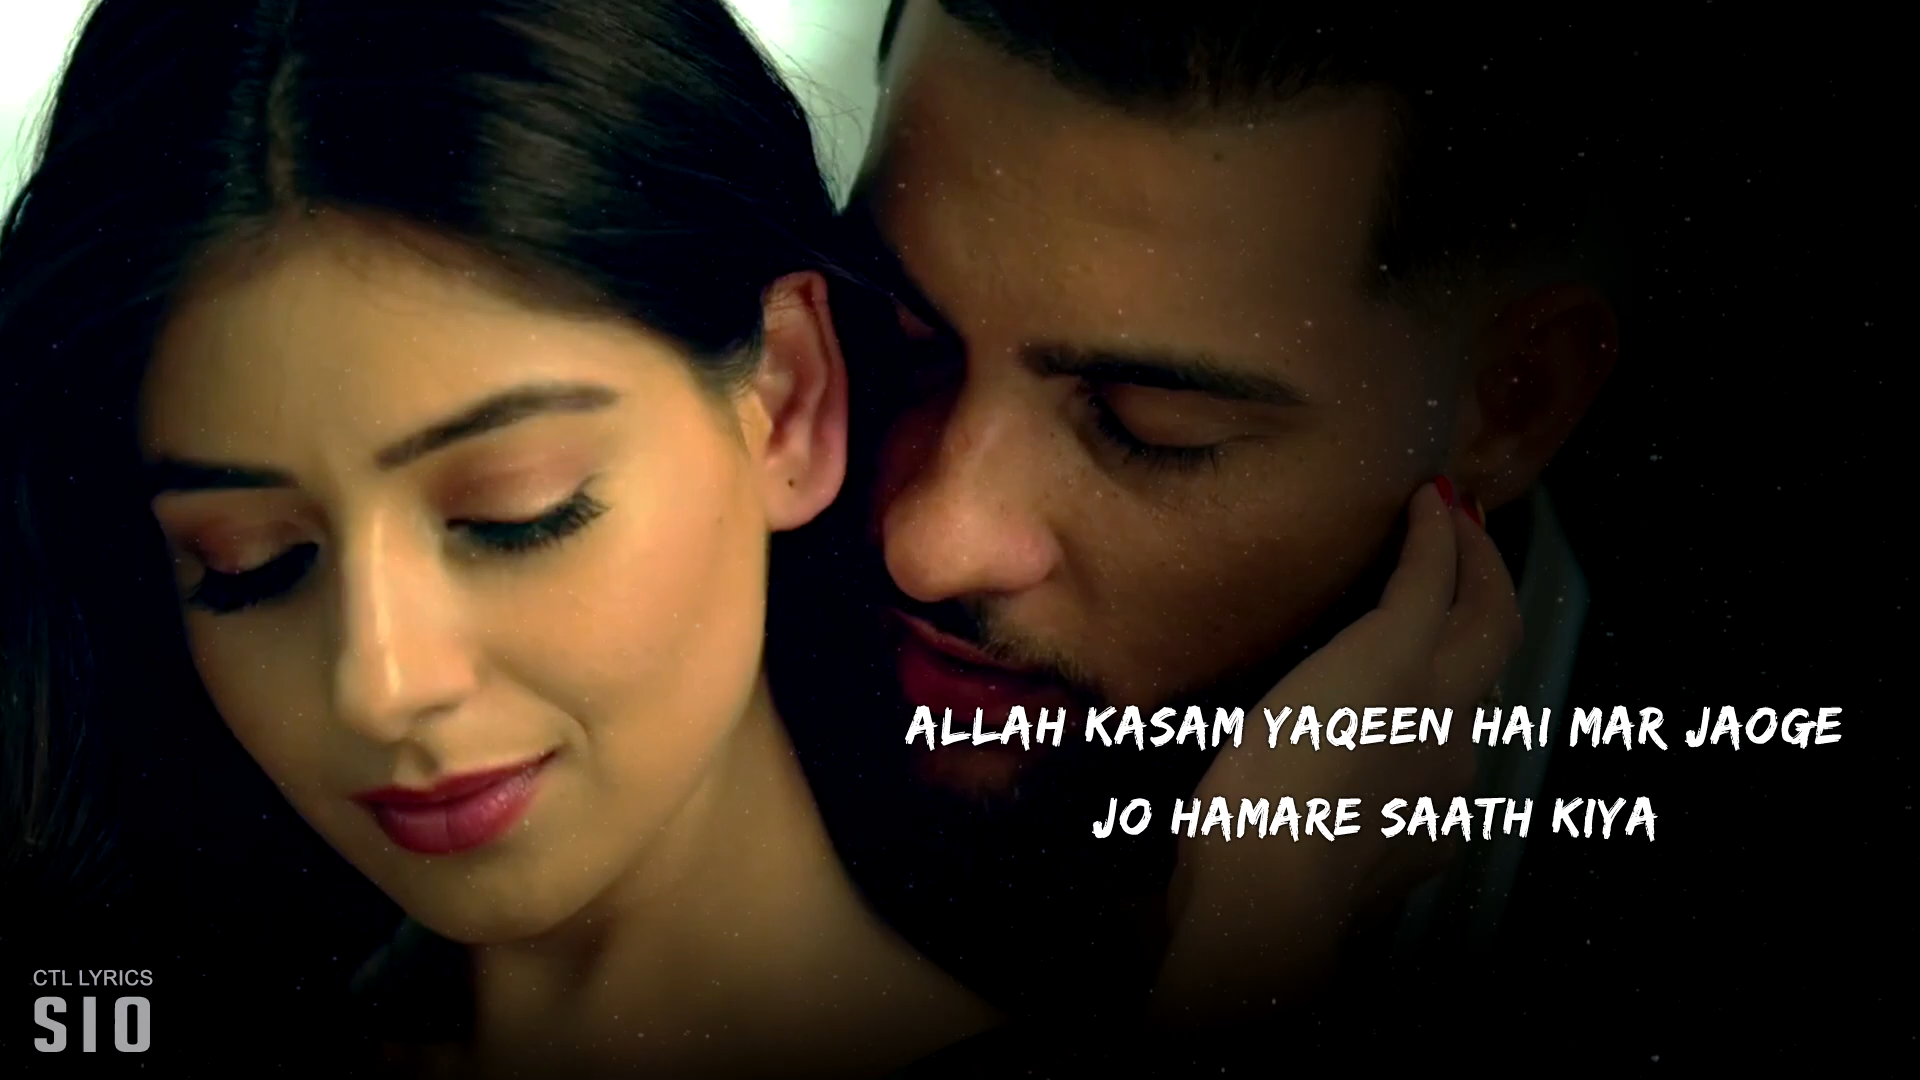 ALLAH KASAM YAQEEN HAI MAR JAOGE
JO HAMARE SAATH KIYA
CTL LYRICS
SIO